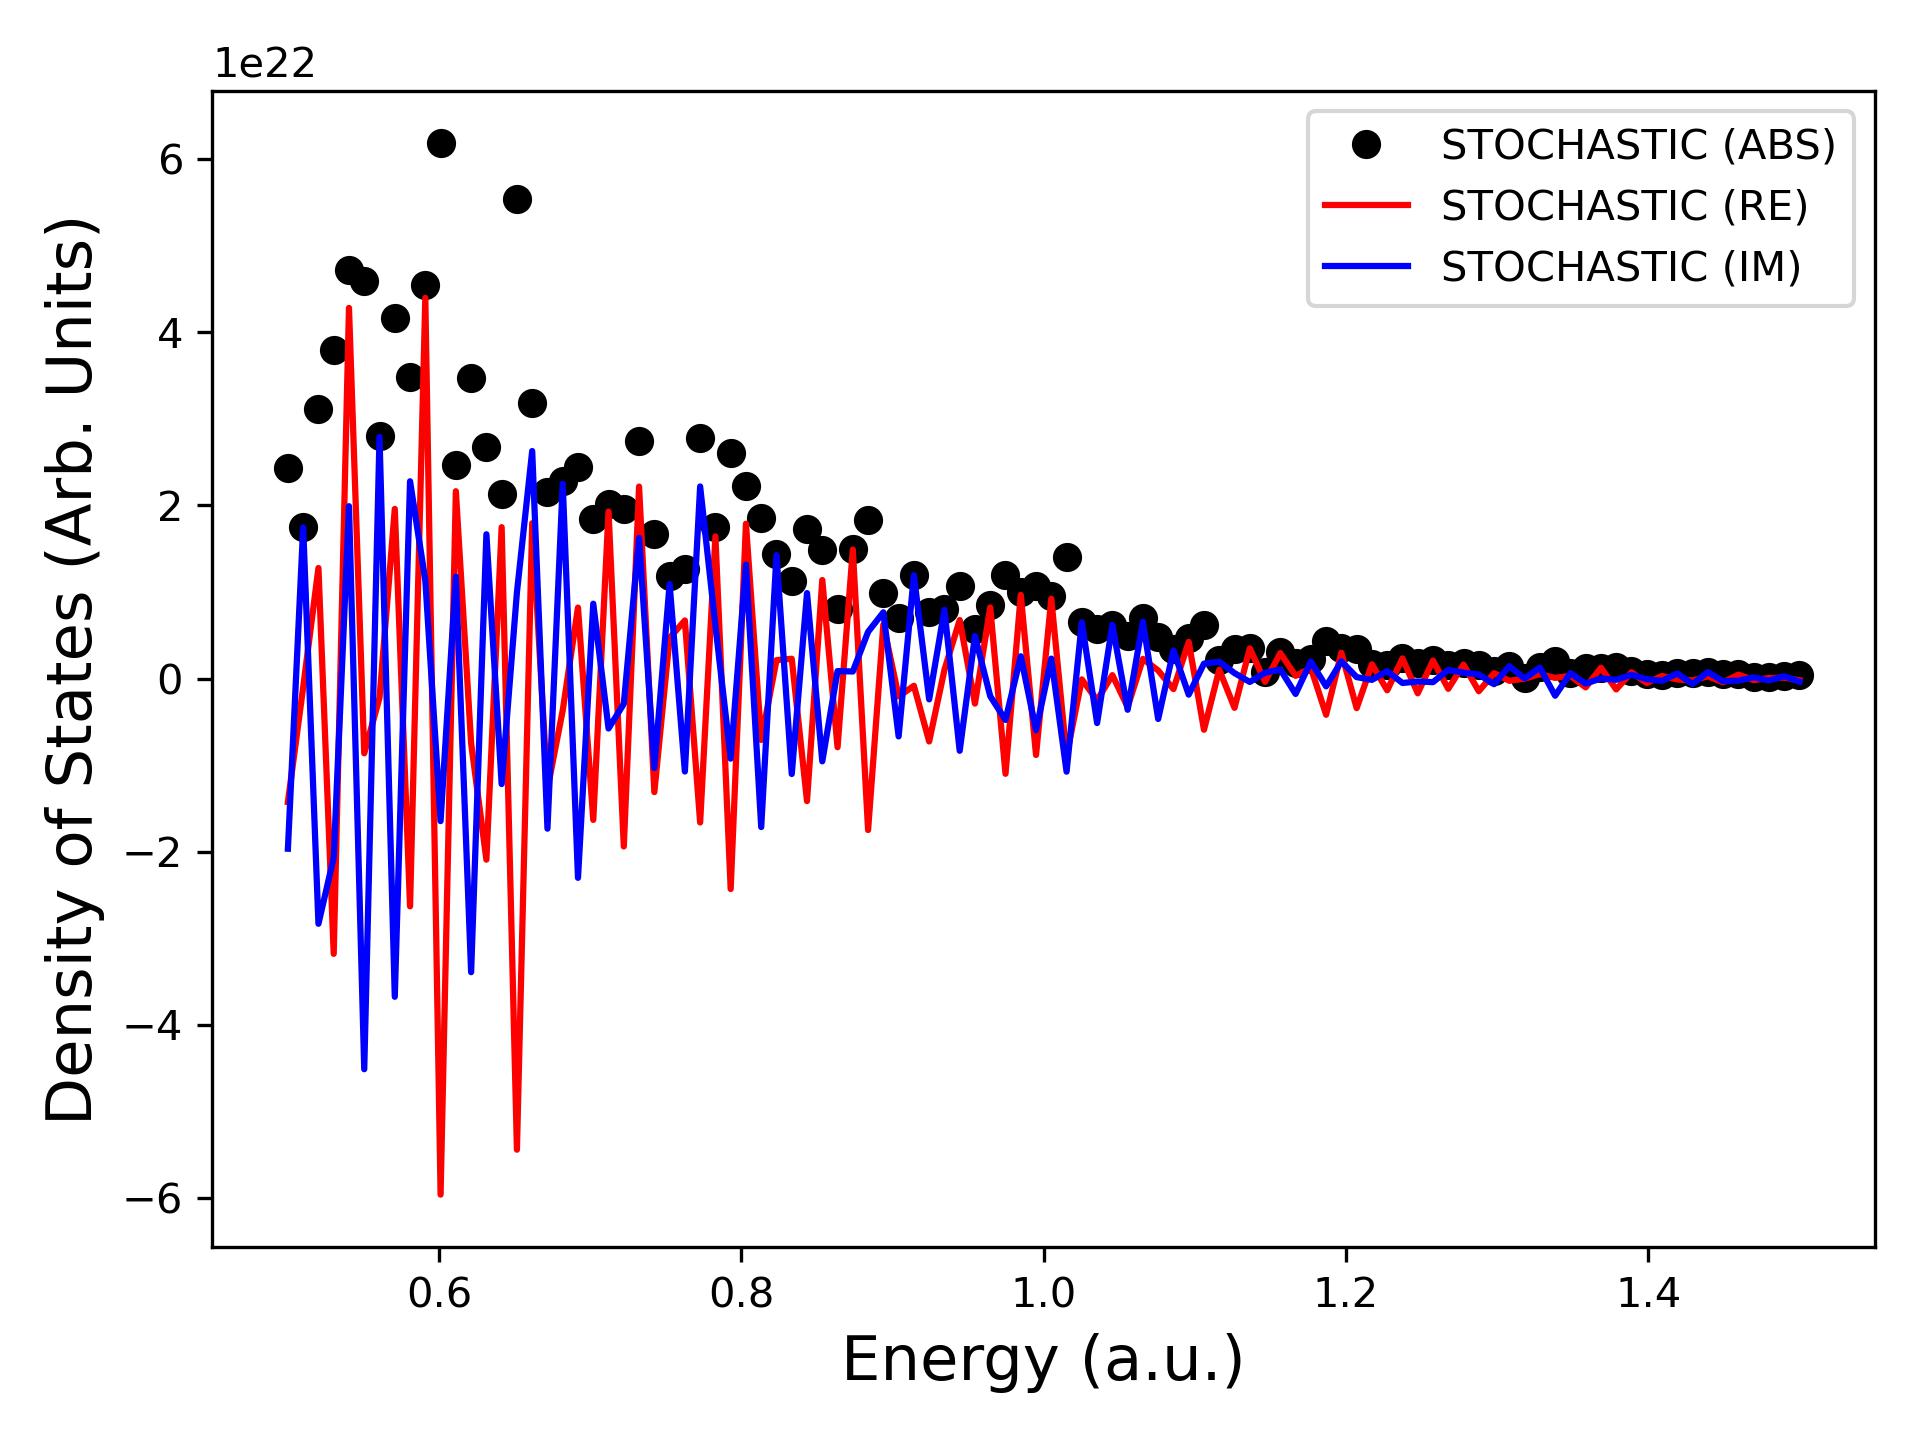 1e22
STOCHASTIC (ABS)
STOCHASTIC (RE)
STOCHASTIC (IM)
6
4
2
0
−2
−4
−6
Density of States (Arb. Units)
0.6
0.8
1.0
1.2
1.4
Energy (a.u.)